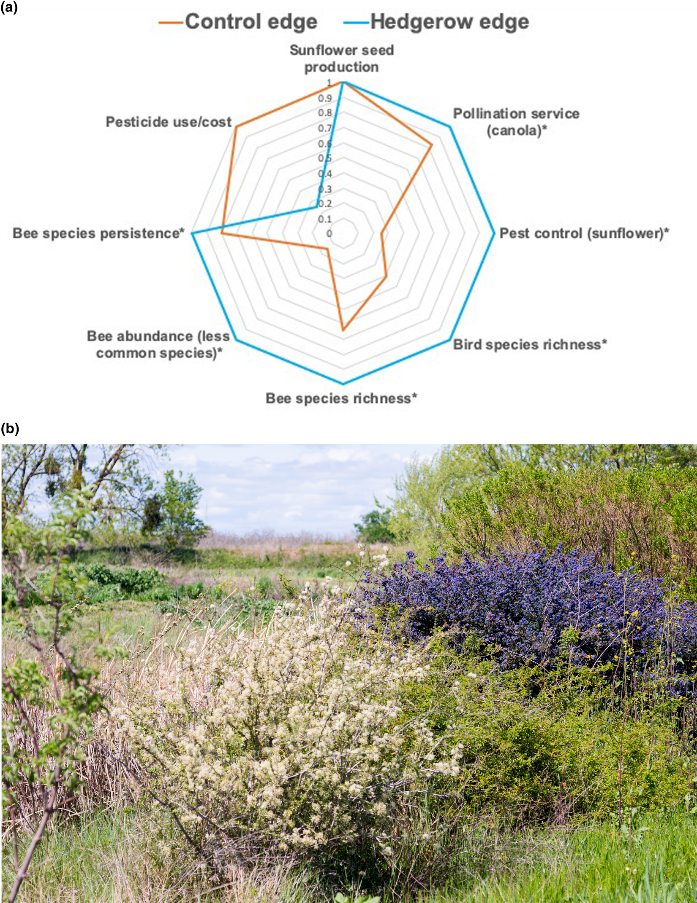 (a)
Control edge Hedgerow edge
Sunflower seed
production
1
0.9
0.8
0.7
0.6
0.5
0.4
0.3
0.2
0.1
0
Pollination service
(canola)*
Pest control (sunflower)*
Bird species richness*
Bee species richness*
Bee abundance (less
common species)*
Bee species persistence*
Pesticide use/cost
(b)